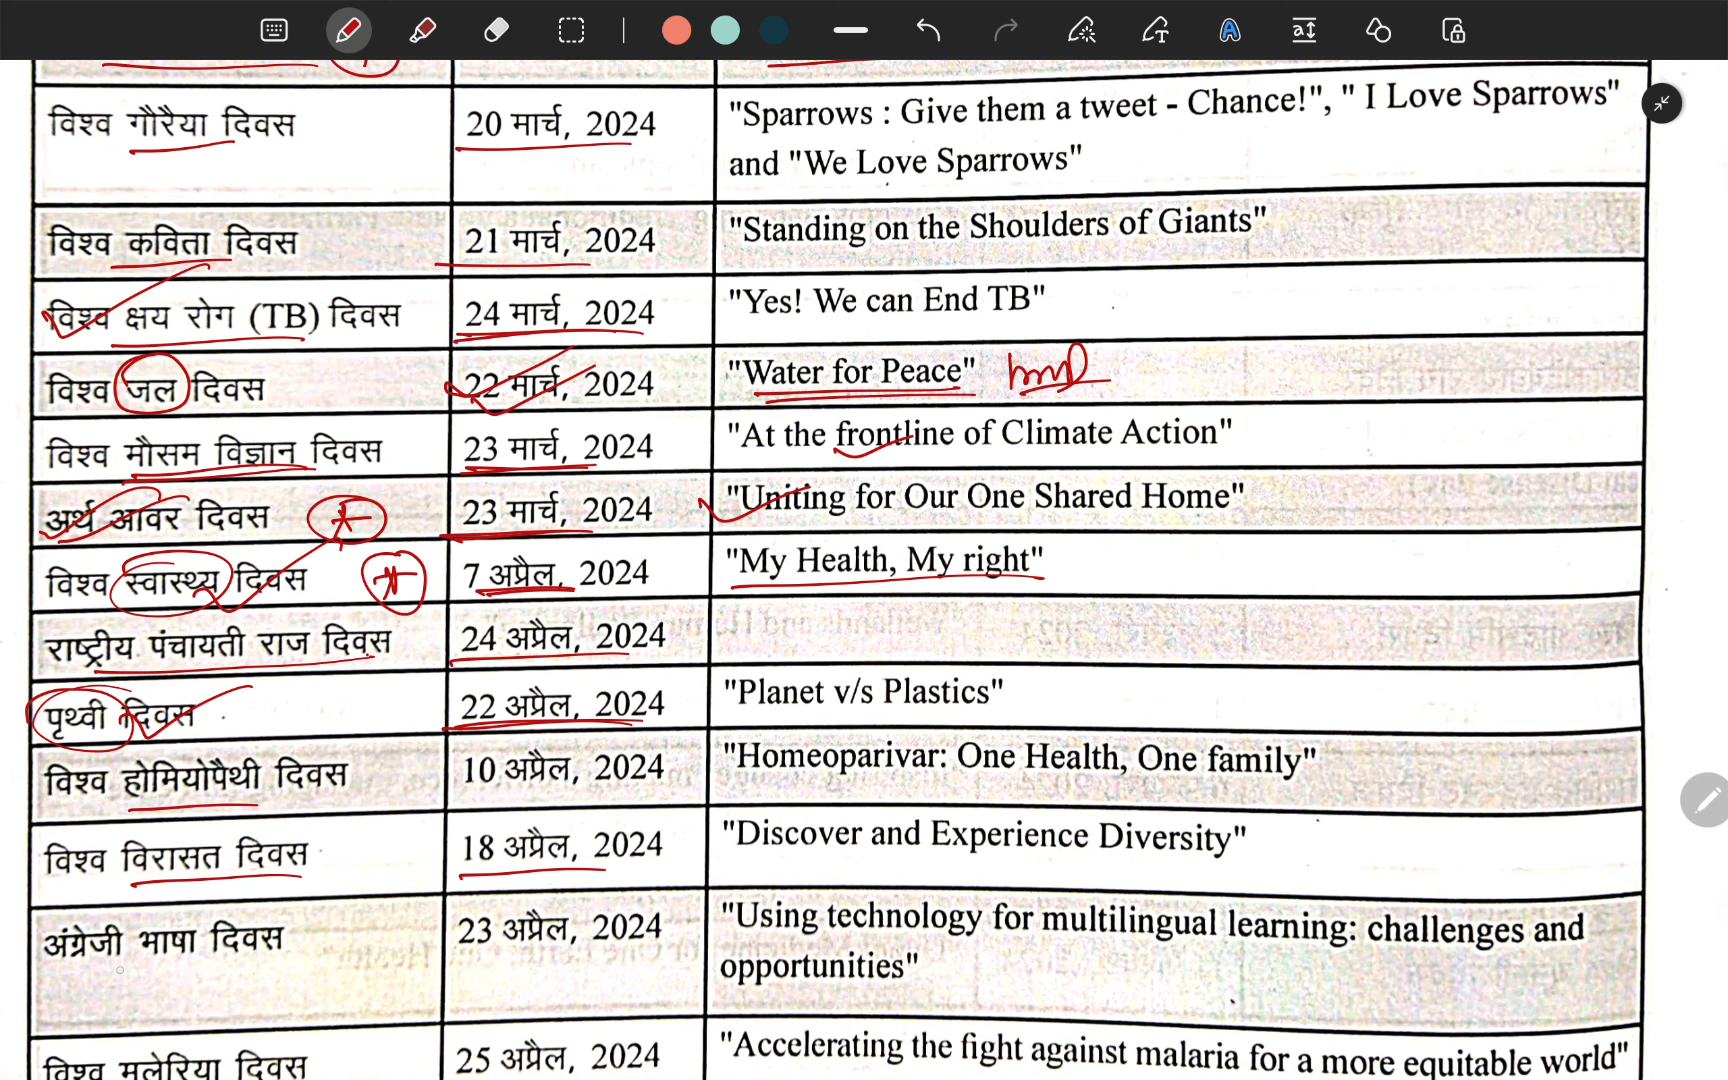 विश्व गौरैया दिवस
20 मार्च, 2024
"Sparrows : Give them a tweet - Chance!", " I Love Sparrows"
and "We Love Sparrows"
विश्व कविता दिवस
21 मार्च, 2024
"Standing on the Shoulders of Giants"
विश्व क्षय रोग (TB) दिवस
24 मार्च, 2024
"Yes! We can End TB"
विश्व जल दिवस
22 मार्च, 2024
"Water for Peace"
विश्व मौसम विज्ञान दिवस
23 मार्च, 2024
"At the frontline of Climate Action"
अर्थ आवर दिवस
23 मार्च, 2024
"Uniting for Our One Shared Home"
विश्व स्वास्थ्य दिवस
7 अप्रैल, 2024
"My Health, My right"
राष्ट्रीय पंचायती राज दिवस
24 अप्रैल, 2024
पृथ्वी दिवस
22 अप्रैल, 2024
"Planet v/s Plastics"
विश्व होमियोपैथी दिवस
10 अप्रैल, 2024
"Homeoparivar: One Health, One family"
विश्व विरासत दिवस
18 अप्रैल, 2024
"Discover and Experience Diversity"
अंग्रेजी भाषा दिवस
23 अप्रैल, 2024
"Using technology for multilingual learning: challenges and
opportunities"
विश्व मलेरिया दिवस
25 अप्रैल, 2024
"Accelerating the fight against malaria for a more equitable world"